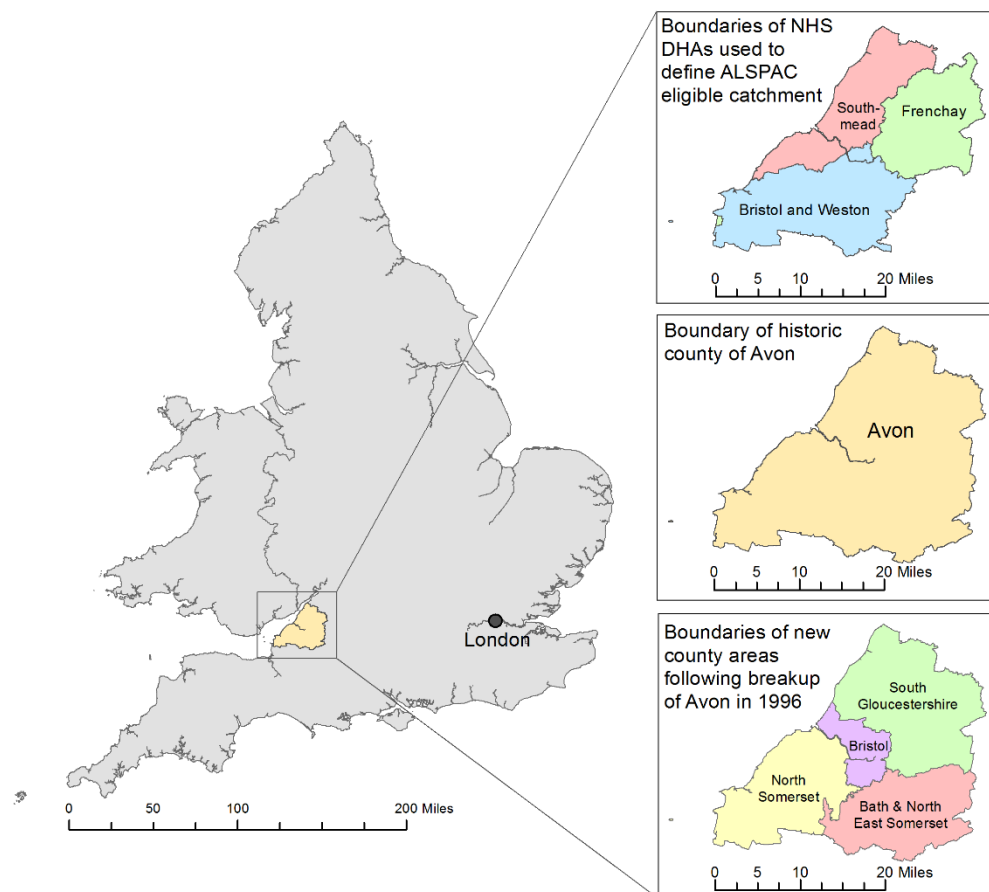 Boundaries of NHS
DHAs used to
define ALSPAC
eligible catchment
South-
mead
Frenchay
Bristol and Weston
0 5 10 20 Miles
Boundary of historic
county of Avon
Avon
0 5 10 20 Miles
Boundaries of new
county areas
following breakup
of Avon in 1996
South
Gloucestershire
Bristol
North
Somerset
Bath & North
East Somerset
0 5 10 20 Miles
London
0 50 100 200 Miles